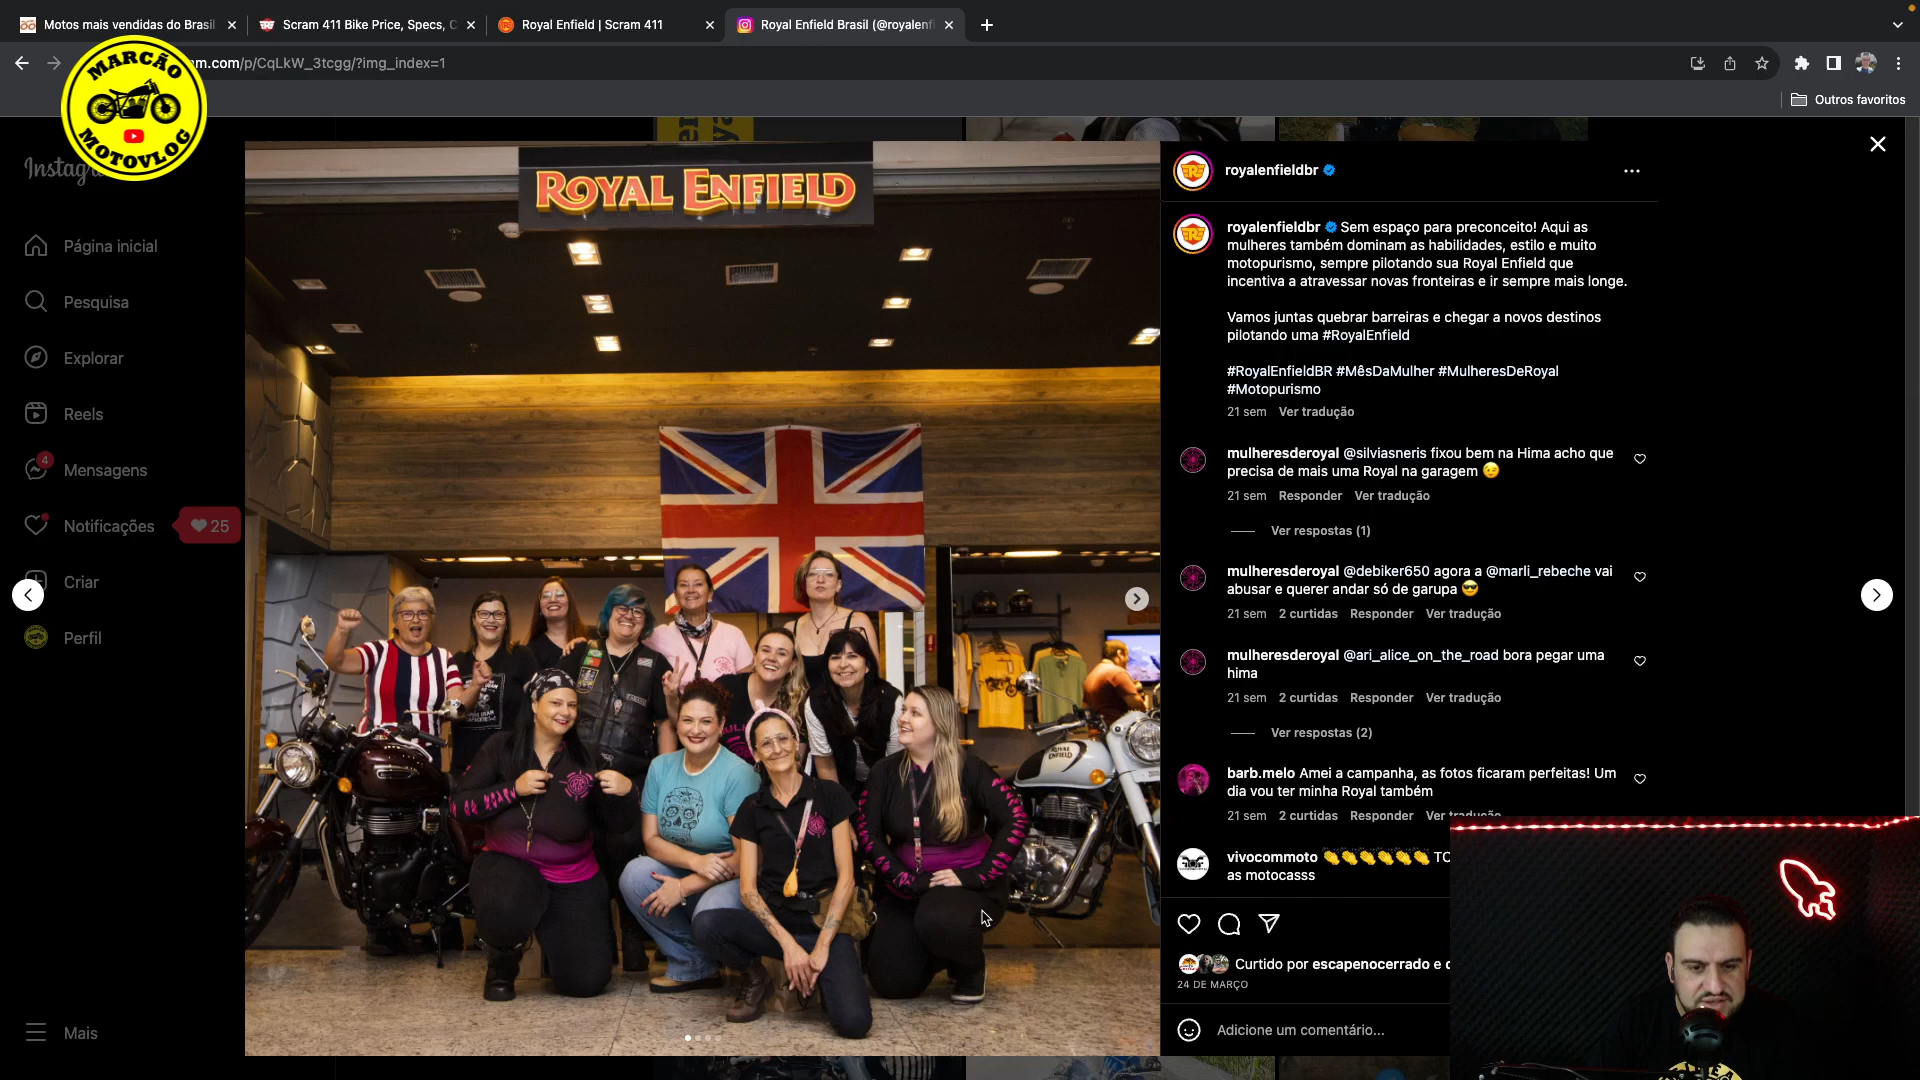 Motos mais vendidas do Brasil
Scram 411 Bike Price, Specs, C
Royal Enfield | Scram 411
Royal Enfield Brasil (@royalenfi
am.com/p/CqLkW_3tcgg/?img_index=1
Outros favoritos
MARCÃO
MOTOVLOG
Instag
Página inicial
Pesquisa
Explorar
Reels
4
Mensagens
Notificações
25
Criar
Perfil
Mais
ROYAL ENFIELD
ROYAL
ENFIELD
royalenfieldbr
royalenfieldbr Sem espaço para preconceito! Aqui as
mulheres também dominam as habilidades, estilo e muito
motopurismo, sempre pilotando sua Royal Enfield que
incentiva a atravessar novas fronteiras e ir sempre mais longe.
Vamos juntas quebrar barreiras e chegar a novos destinos
pilotando uma #RoyalEnfield
#RoyalEnfieldBR #MêsDaMulher #MulheresDeRoyal
#Motopurismo
21 sem Ver tradução
mulheresderoyal @silviasneris fixou bem na Hima acho que
precisa de mais uma Royal na garagem 😉
21 sem Responder Ver tradução
Ver respostas (1)
mulheresderoyal @debiker650 agora a @marli_rebeche vai
abusar e querer andar só de garupa 😎
21 sem 2 curtidas Responder Ver tradução
mulheresderoyal @ari_alice_on_the_road bora pegar uma
hima
21 sem 2 curtidas Responder Ver tradução
Ver respostas (2)
barb.melo Amei a campanha, as fotos ficaram perfeitas! Um
dia vou ter minha Royal também
21 sem 2 curtidas Responder Ver tradução
vivocommoto 👏👏👏👏👏👏 TO
as motocasss
Curtido por escapenocerrado e o
24 DE MARÇO
Adicione um comentário...